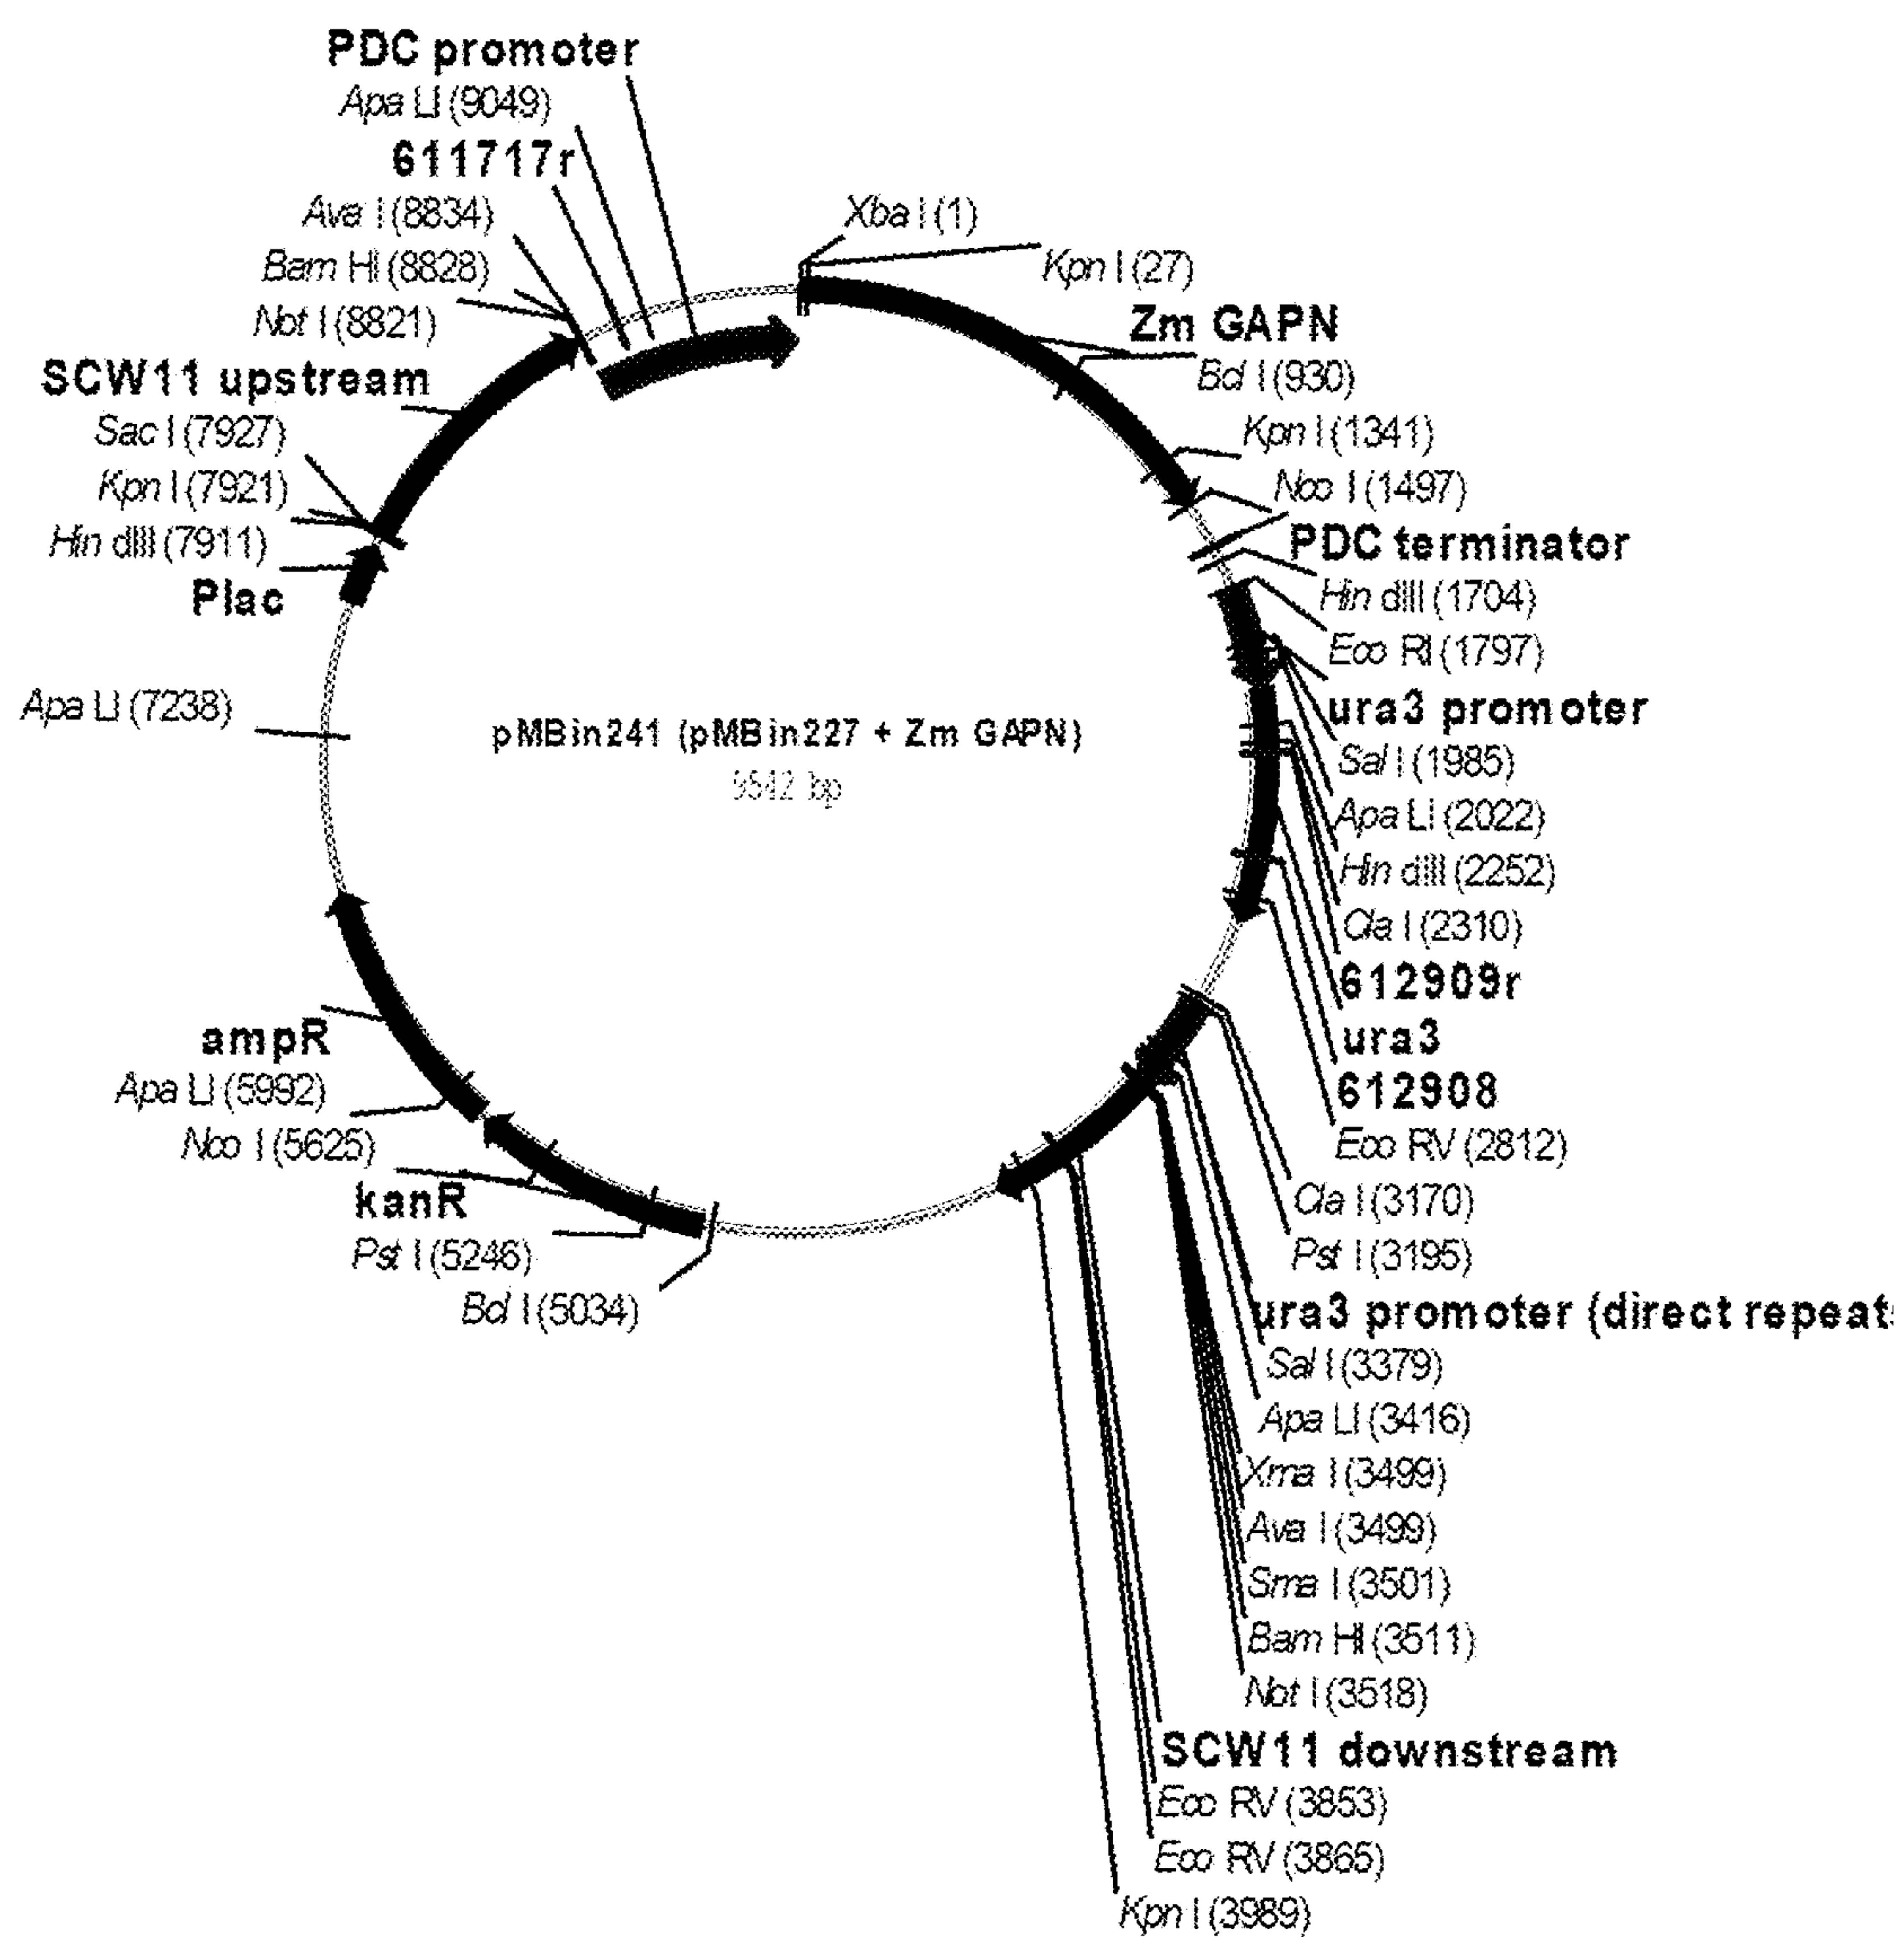 PDC promoter
Apa LI (9049)
611717r
Ava I (8834)
Bam HI (8828)
Not I (8821)
SCW11 upstream
Sac I (7927)
Kpn I (7921)
Hin dIII (7911)
Plac
Apa LI (7238)
ampR
Apa LI (5992)
Nco I (5625)
kanR
Pst I (5246)
Bcl I (5034)
pMBin241 (pMBin227 + Zm GAPN)
bp
Xba I (1)
Kpn I (27)
Zm GAPN
Bcl I (930)
Kpn I (1341)
Nco I (1497)
PDC terminator
Hin dIII (1704)
Eco RI (1797)
ura3 promoter
Sal I (1985)
Apa LI (2022)
Hin dIII (2252)
Cla I (2310)
612909r
ura3
612908
Eco RV (2812)
Cla I (3170)
Pst I (3195)
ura3 promoter (direct repeats
Sal I (3379)
Apa LI (3416)
Xma I (3499)
Ava I (3499)
Sma I (3501)
Bam HI (3511)
Not I (3518)
SCW11 downstream
Eco RV (3853)
Eco RV (3865)
Kpn I (3989)